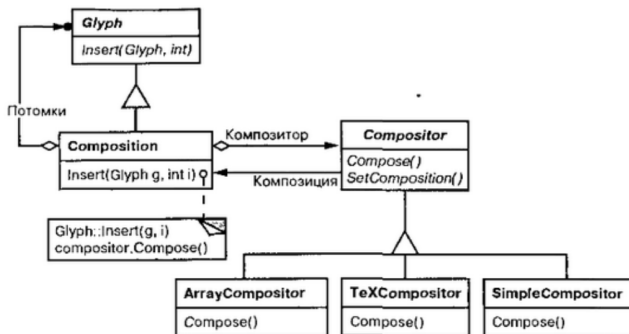 Glyph
Insert(Glyph, int)
Потомки
Composition
Insert(Glyph g, int i)
Композитор
Композиция
Compositor
Compose()
SetComposition()
Glyph::Insert(g, i)
compositor.Compose()
ArrayCompositor
Compose()
TeXCompositor
Compose()
SimpleCompositor
Compose()